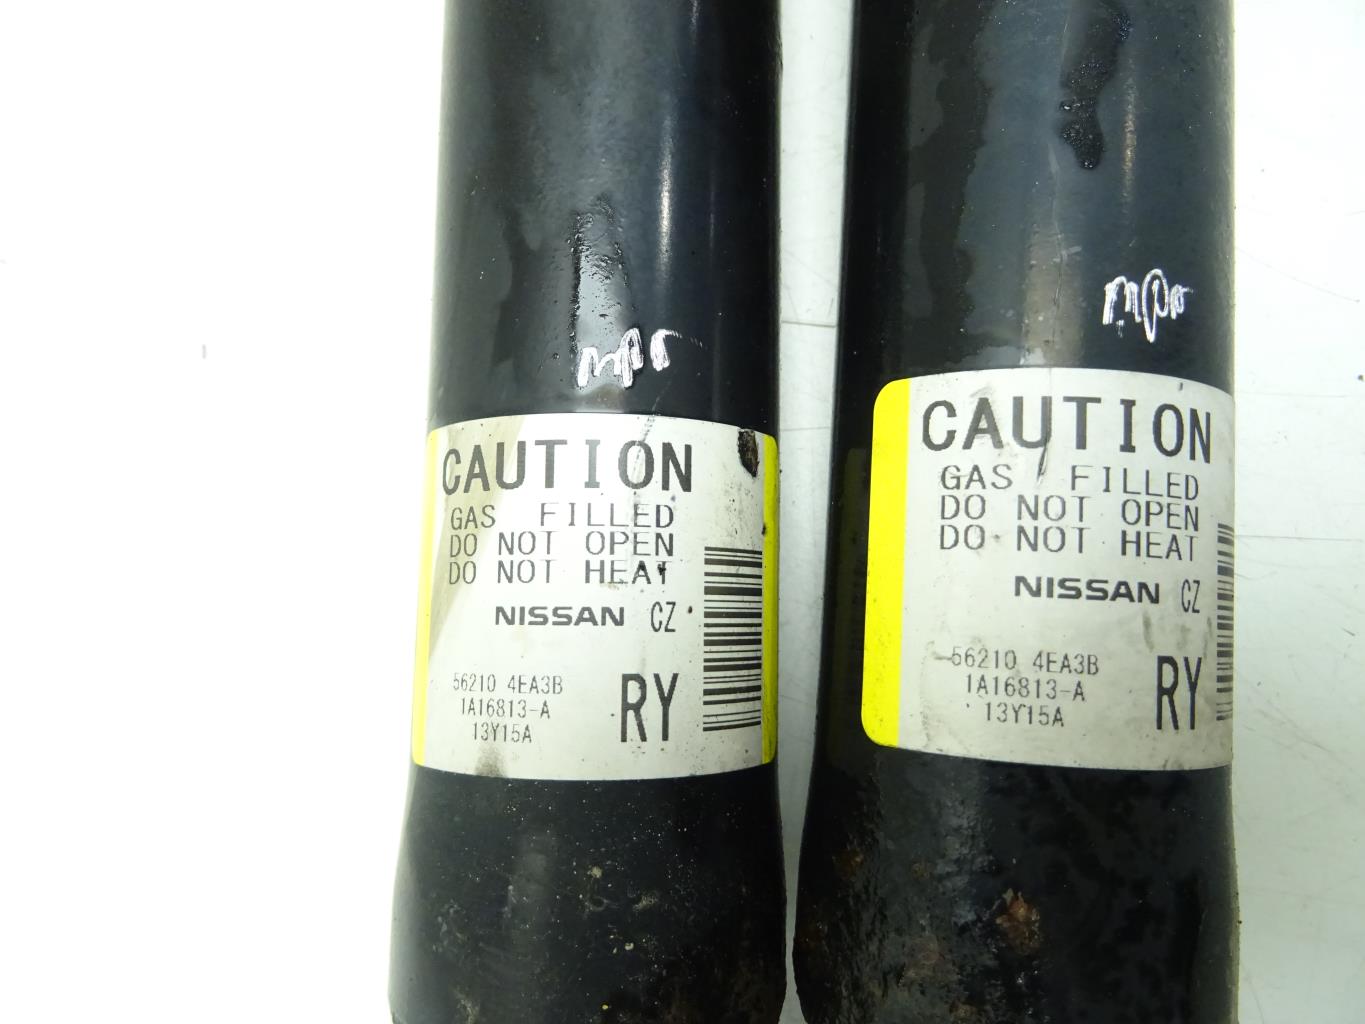 CAUTION
GAS FILLED
DO NOT OPEN
DO NOT HEAT
NISSAN CZ
56210 4EA3B
1A16813-A
13Y15A
RY
CAUTION
GAS FILLED
DO NOT OPEN
DO NOT HEAT
NISSAN CZ
56210 4EA3B
1A16813-A
13Y15A
RY